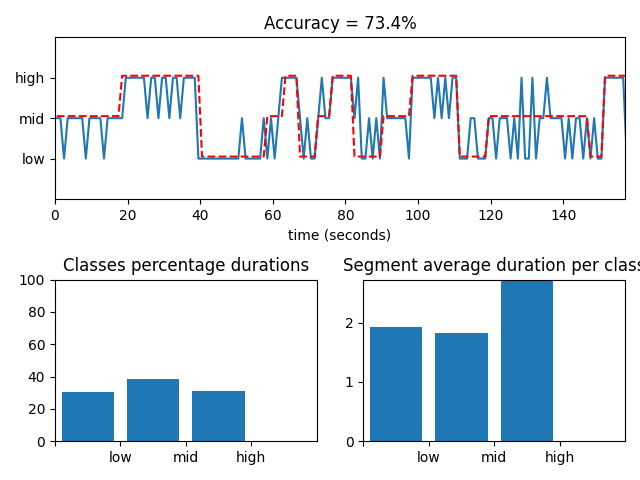 Accuracy = 73.4%
high
mid
low
0 20 40 60 80 100 120 140
time (seconds)
Classes percentage durations
Segment average duration per class
100
80
60
40
20
0
low mid high
2
1
0
low mid high